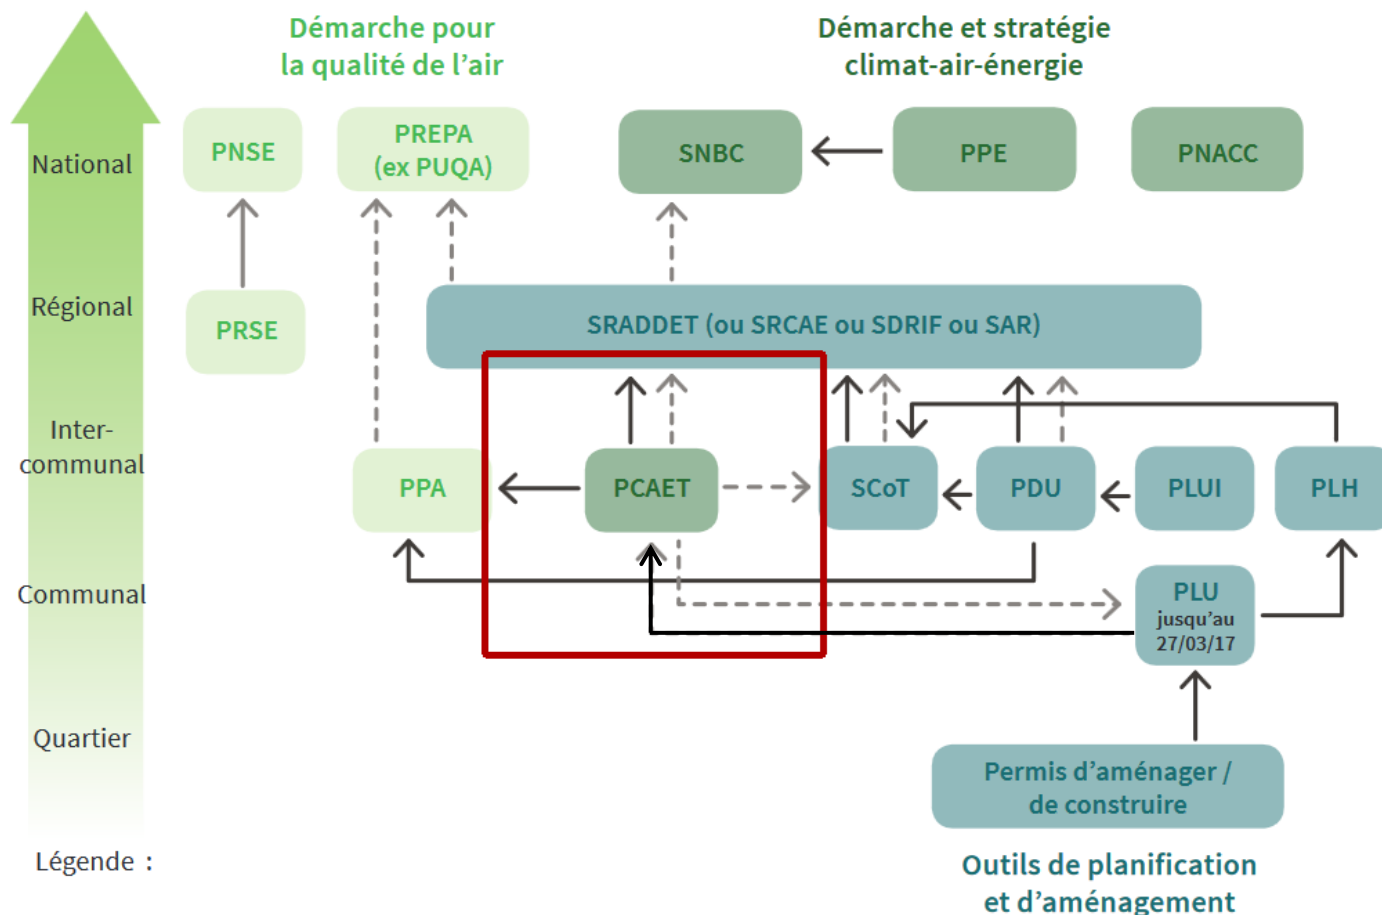 Démarche pour
la qualité de l'air
Démarche et stratégie
climat-air-énergie
National
PNSE
PREPA
(ex PUQA)
SNBC
PPE
PNACC
Régional
PRSE
SRADDET (ou SRCAE ou SDRIF ou SAR)
Inter-
communal
PPA
PCAET
SCoT
PDU
PLUI
PLH
Communal
PLU
jusqu'au
27/03/17
Quartier
Permis d'aménager /
de construire
Légende :
Outils de planification
et d'aménagement